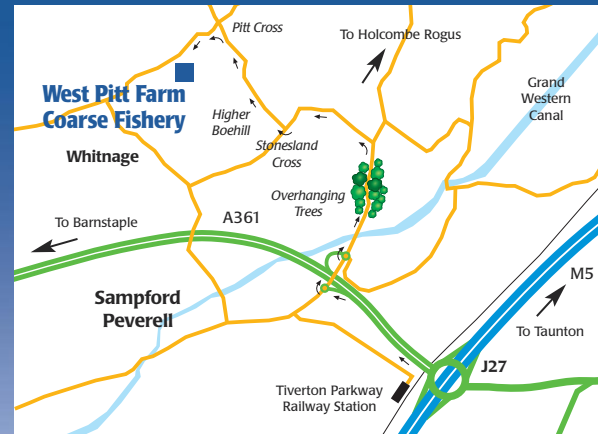 Pitt Cross
To Holcombe Rogus
Grand
Western
Canal
West Pitt Farm
Coarse Fishery
Higher
Boehill
Whitnage
Stonesland
Cross
Overhanging
Trees
To Barnstaple
A361
M5
Sampford
Peverell
To Taunton
J27
Tiverton Parkway
Railway Station